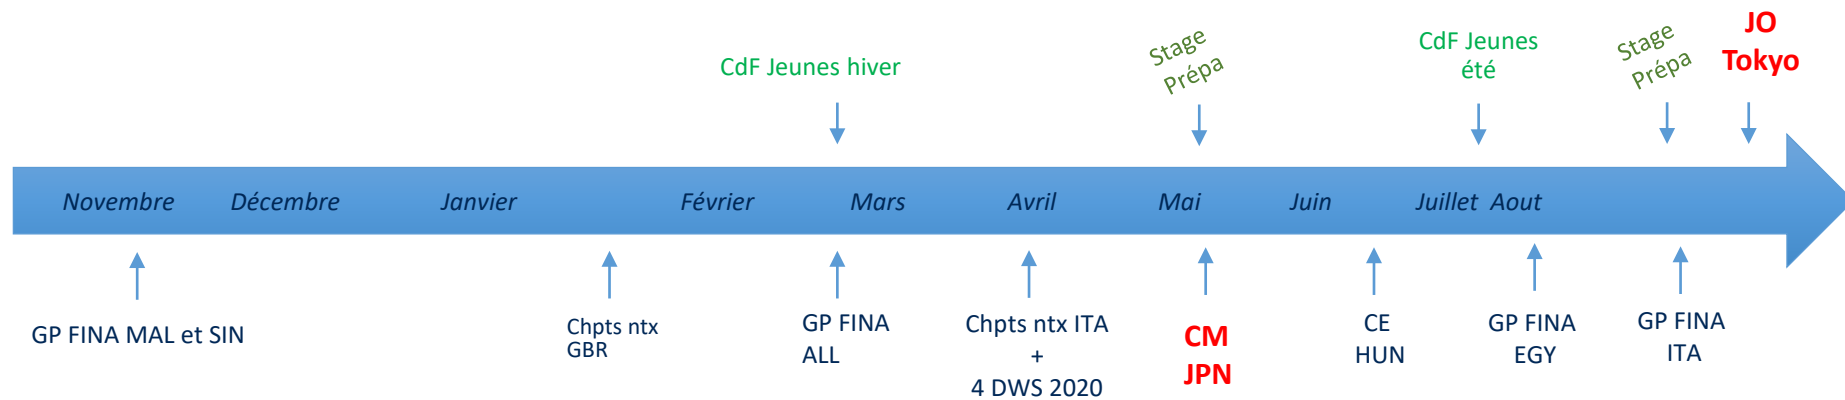 JO
Tokyo
CdF Jeunes hiver
Stage
Prépa
CdF Jeunes
été
Stage
Prépa
Novembre Décembre Janvier Février Mars Avril Mai Juin Juillet Aout
GP FINA MAL et SIN
Chpts ntx
GBR
GP FINA
ALL
Chpts ntx ITA
+
4 DWS 2020
CM
JPN
CE
HUN
GP FINA
EGY
GP FINA
ITA